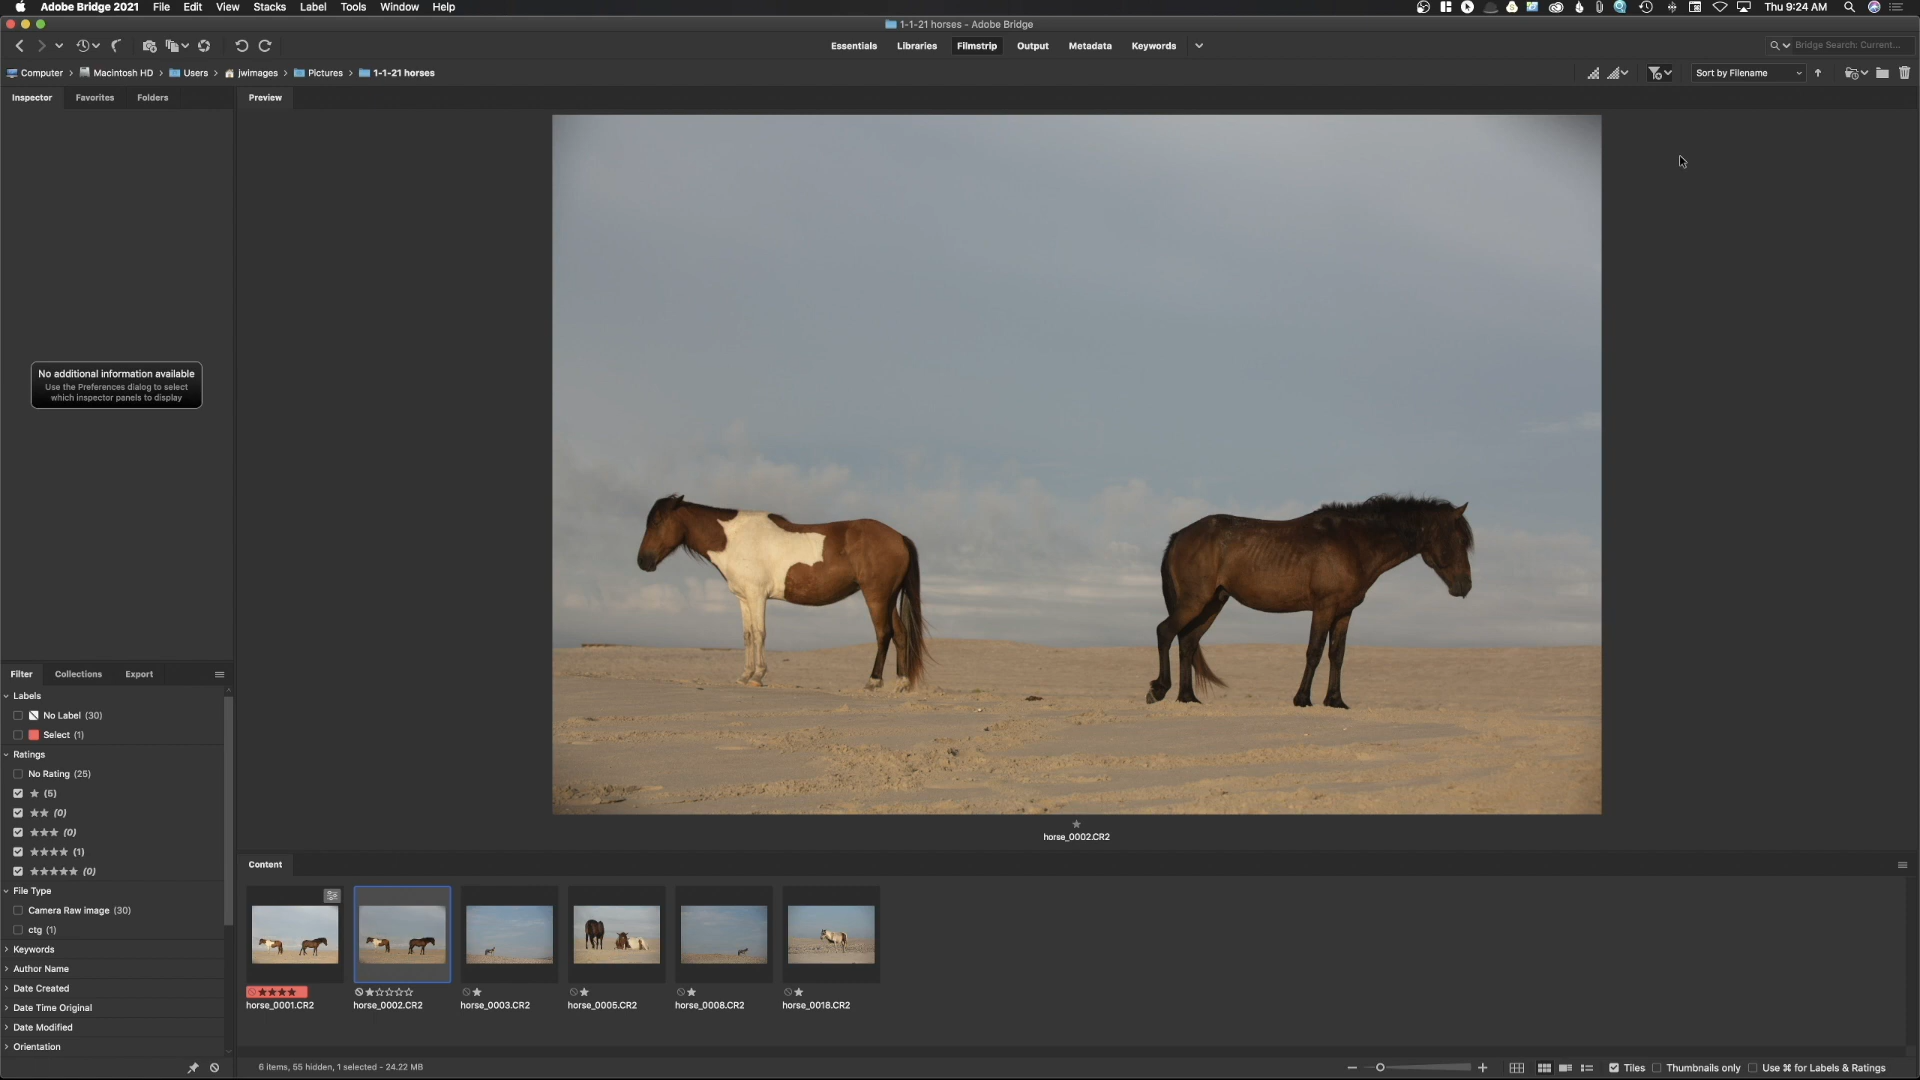 Adobe Bridge 2021 File Edit View Stacks Label Tools Window Help Thu 9:24 AM
1-1-21 horses - Adobe Bridge
Essentials Libraries Filmstrip Output Metadata Keywords Bridge Search: Current...
Computer Macintosh HD Users jwimages Pictures 1-1-21 horses Sort by Filename
Inspector Favorites Folders
Preview
No additional information available
Use the Preferences dialog to select
which inspector panels to display
horse_0002.CR2
Filter Collections Export
Labels
No Label (30)
Select (1)
Ratings
No Rating (25)
★ (5)
★★ (0)
★★★ (0)
★★★★ (1)
★★★★★ (0)
File Type
Camera Raw image (30)
ctg (1)
Keywords
Author Name
Date Created
Date Time Original
Date Modified
Orientation
Content
horse_0001.CR2 horse_0002.CR2 horse_0003.CR2 horse_0005.CR2 horse_0008.CR2 horse_0018.CR2
6 items, 55 hidden, 1 selected - 24.22 MB
Tiles Thumbnails only Use ⌘ for Labels & Ratings